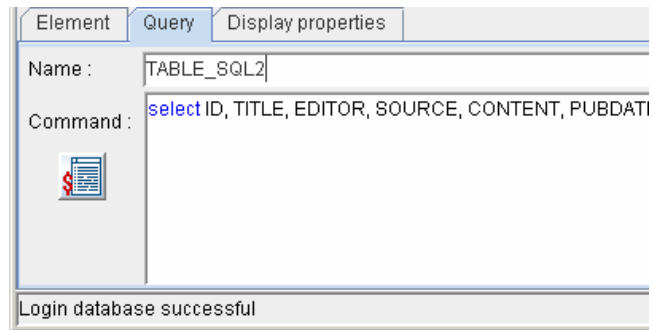 Element Query Display properties
Name : TABLE_SQL2
Command : select ID, TITLE, EDITOR, SOURCE, CONTENT,
$
Login database successful